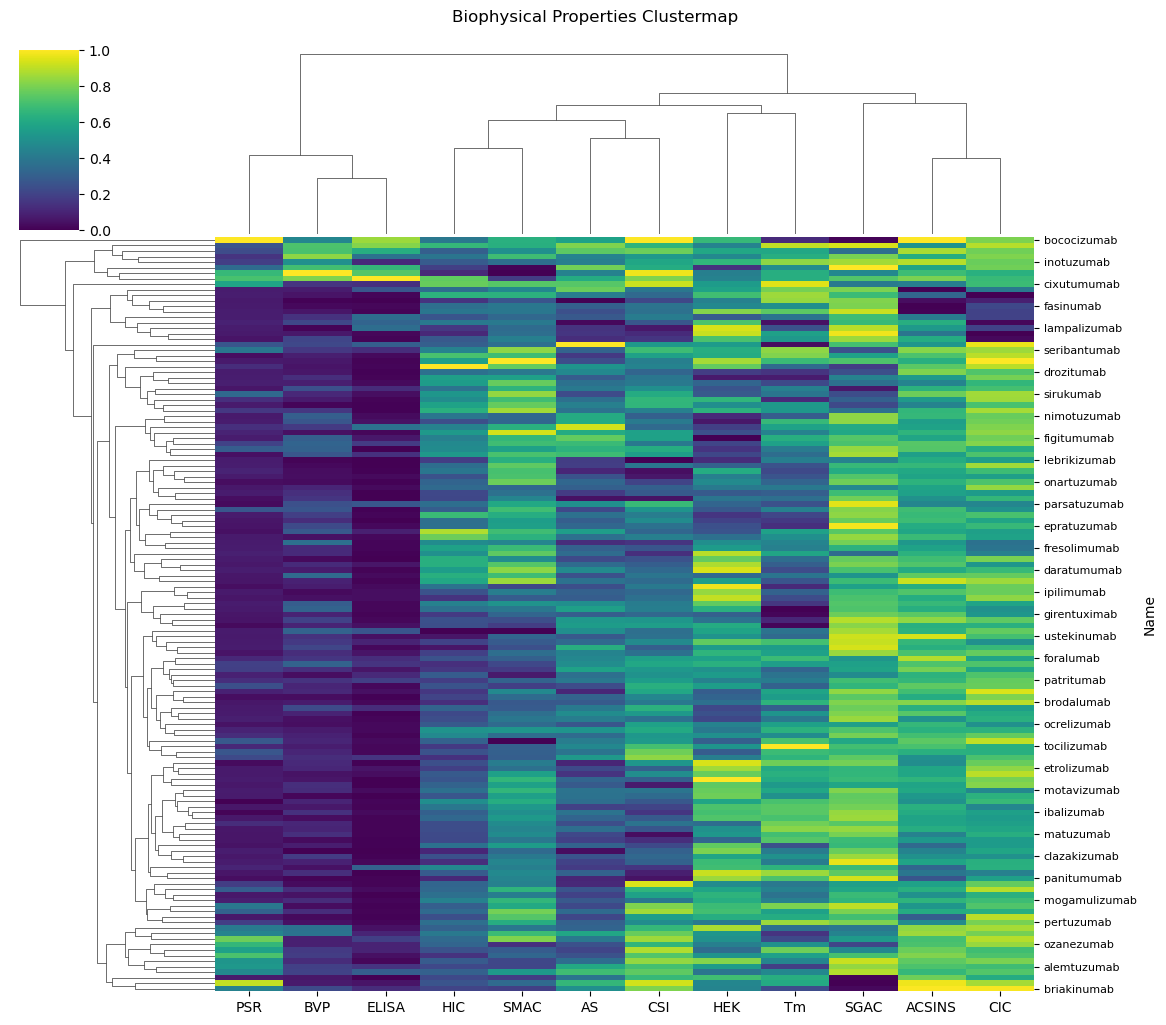 Biophysical Properties Clustermap
1.0
0.8
0.6
0.4
0.2
0.0
bococizumab
inotuzumab
cixutumumab
fasinumab
lampalizumab
seribantumab
drozitumab
sirukumab
nimotuzumab
figitumumab
lebrikizumab
onartuzumab
parsatuzumab
epratuzumab
fresolimumab
daratumumab
ipilimumab
girentuximab
ustekinumab
foralumab
patritumab
brodalumab
ocrelizumab
tocilizumab
etrolizumab
motavizumab
ibalizumab
matuzumab
clazakizumab
panitumumab
mogamulizumab
pertuzumab
ozanezumab
alemtuzumab
briakinumab
Name
PSR BVP ELISA HIC SMAC AS CSI HEK Tm SGAC ACSINS CIC